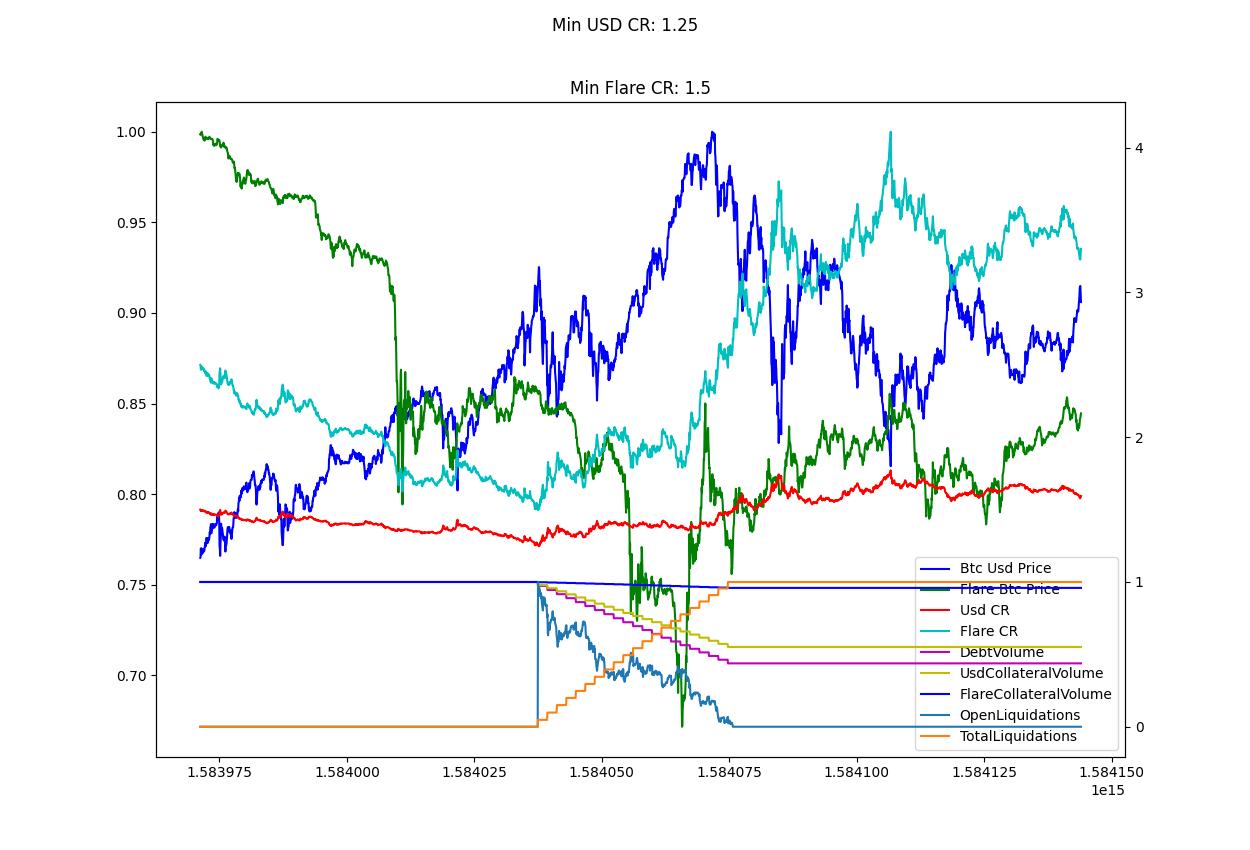 Min USD CR: 1.25
Min Flare CR: 1.5
1.00
0.95
0.90
0.85
0.80
0.75
0.70
4
3
2
1
0
Btc Usd Price
Flare Btc Price
Usd CR
Flare CR
DebtVolume
UsdCollateralVolume
FlareCollateralVolume
OpenLiquidations
TotalLiquidations
1.583975 1.584000 1.584025 1.584050 1.584075 1.584100 1.584125 1.584150
1e15